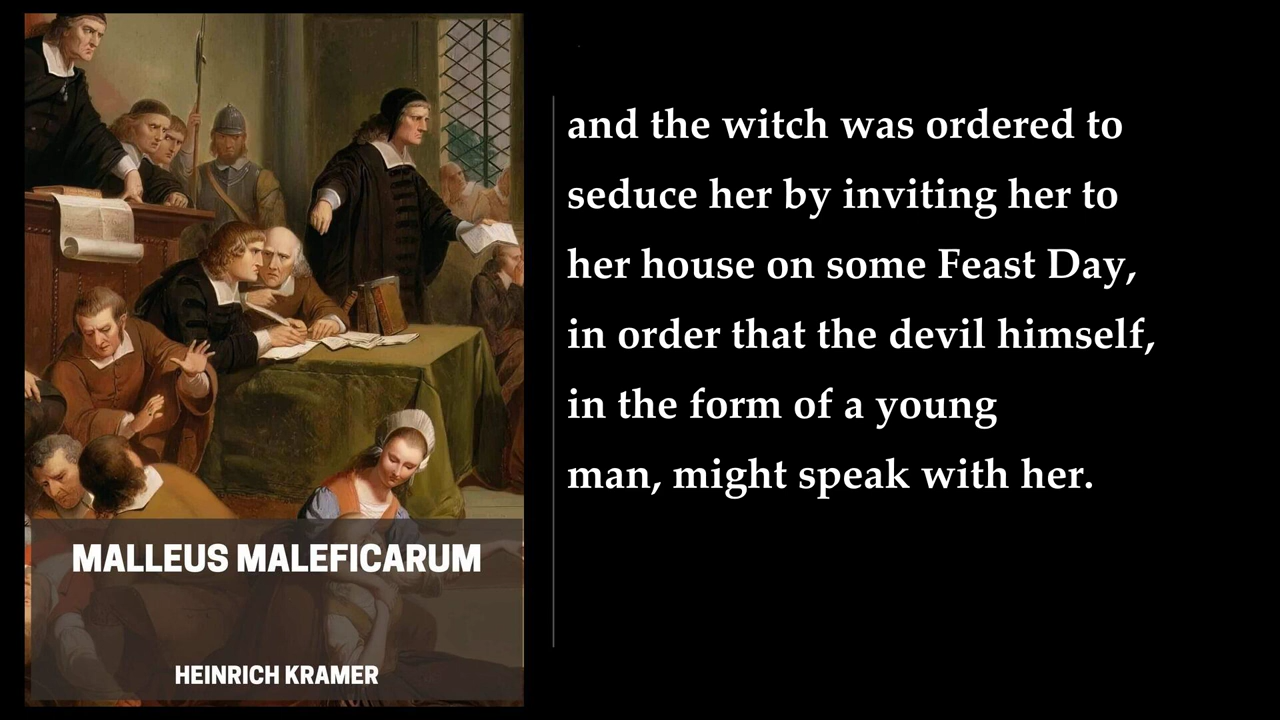 and the witch was ordered to
seduce her by inviting her to
her house on some Feast Day,
in order that the devil himself,
in the form of a young
man, might speak with her.
MALLEUS MALEFICARUM
HEINRICH KRAMER